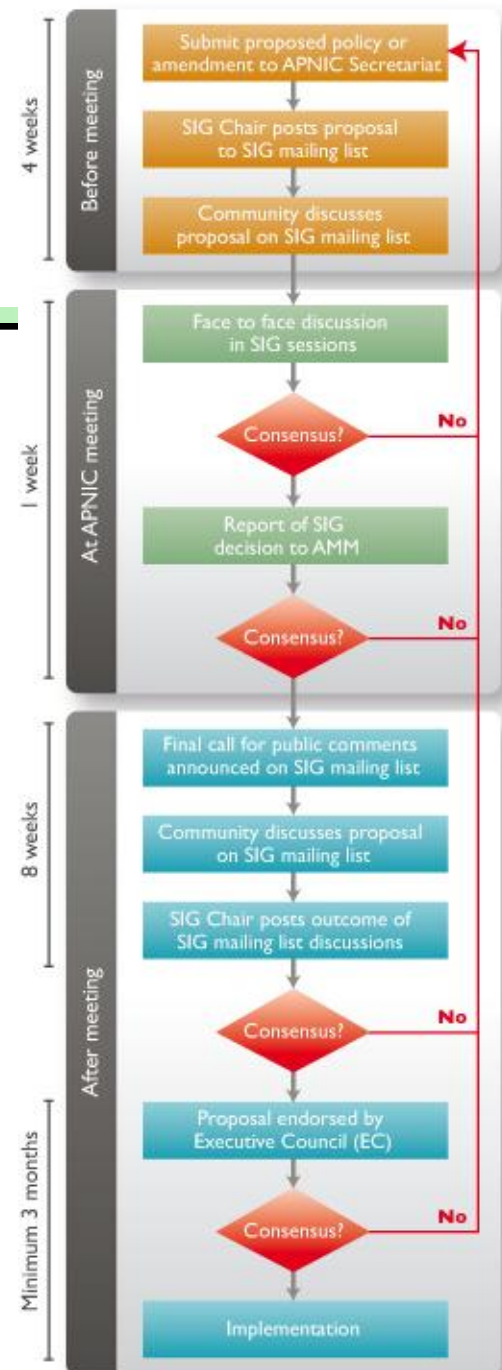 4 weeks
Before meeting
Submit proposed policy or
amendment to APNIC Secretariat
SIG Chair posts proposal
to SIG mailing list
Community discusses
proposal on SIG mailing list
1 week
At APNIC meeting
Face to face discussion
in SIG sessions
Consensus?
No
Report of SIG
decision to AMM
Consensus?
No
8 weeks
After meeting
Final call for public comments
announced on SIG mailing list
Community discusses proposal
on SIG mailing list
SIG Chair posts outcome of
SIG mailing list discussions
Consensus?
No
Minimum 3 months
Proposal endorsed by
Executive Council (EC)
Consensus?
No
Implementation